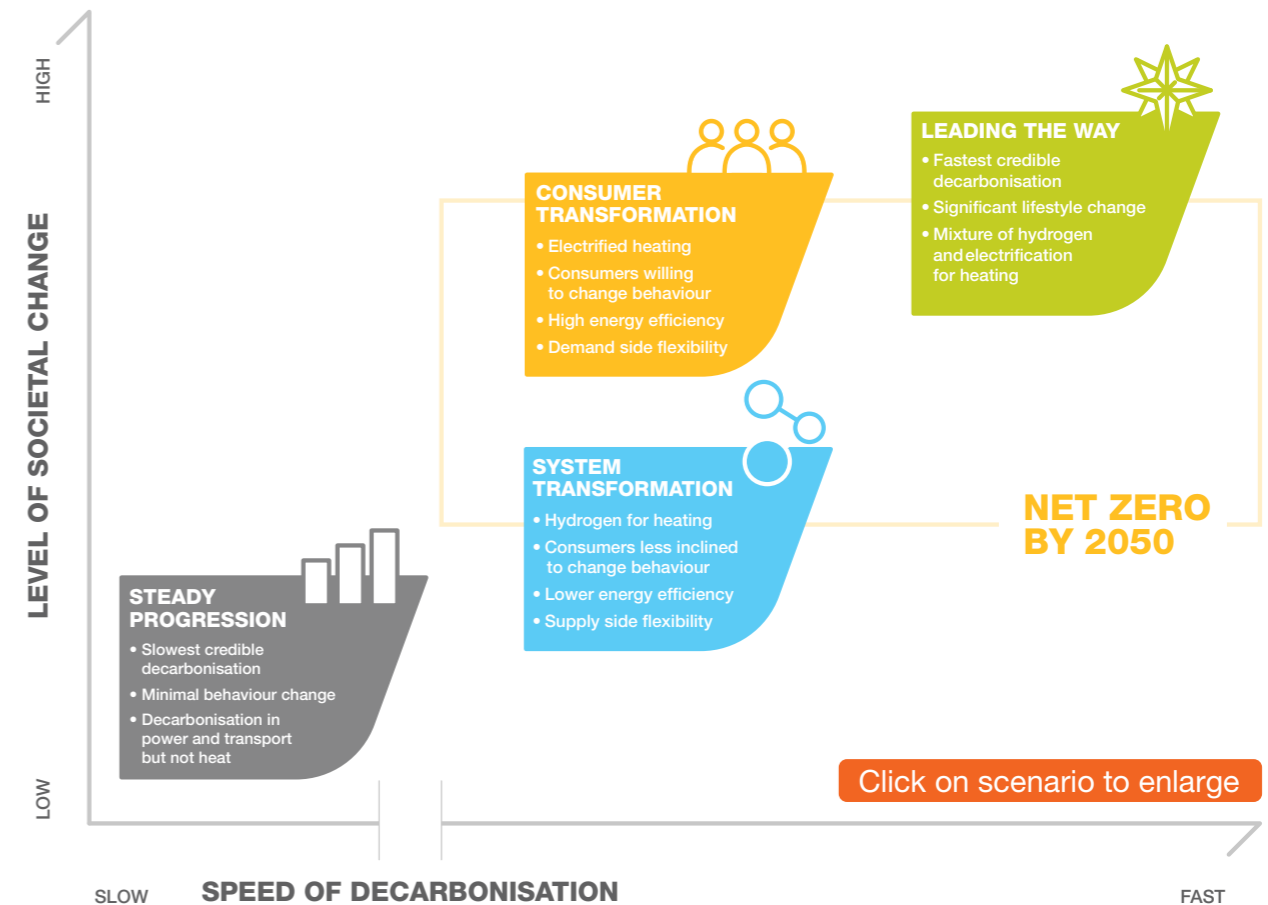 HIGH
LEVEL OF SOCIETAL CHANGE
LOW
LEADING THE WAY
• Fastest credible
decarbonisation
• Significant lifestyle change
• Mixture of hydrogen
and electrification
for heating
CONSUMER
TRANSFORMATION
• Electrified heating
• Consumers willing
to change behaviour
• High energy efficiency
• Demand side flexibility
SYSTEM
TRANSFORMATION
• Hydrogen for heating
• Consumers less inclined
to change behaviour
• Lower energy efficiency
• Supply side flexibility
NET ZERO
BY 2050
STEADY
PROGRESSION
• Slowest credible
decarbonisation
• Minimal behaviour change
• Decarbonisation in
power and transport
but not heat
Click on scenario to enlarge
SLOW
SPEED OF DECARBONISATION
FAST